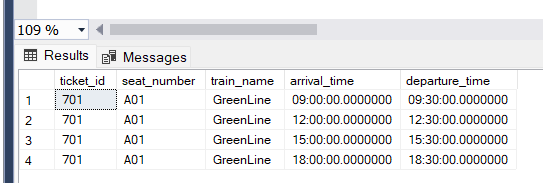 109 %
Results Messages
ticket_id seat_number train_name arrival_time departure_time
1 701 A01 GreenLine 09:00:00.0000000 09:30:00.0000000
2 701 A01 GreenLine 12:00:00.0000000 12:30:00.0000000
3 701 A01 GreenLine 15:00:00.0000000 15:30:00.0000000
4 701 A01 GreenLine 18:00:00.0000000 18:30:00.0000000